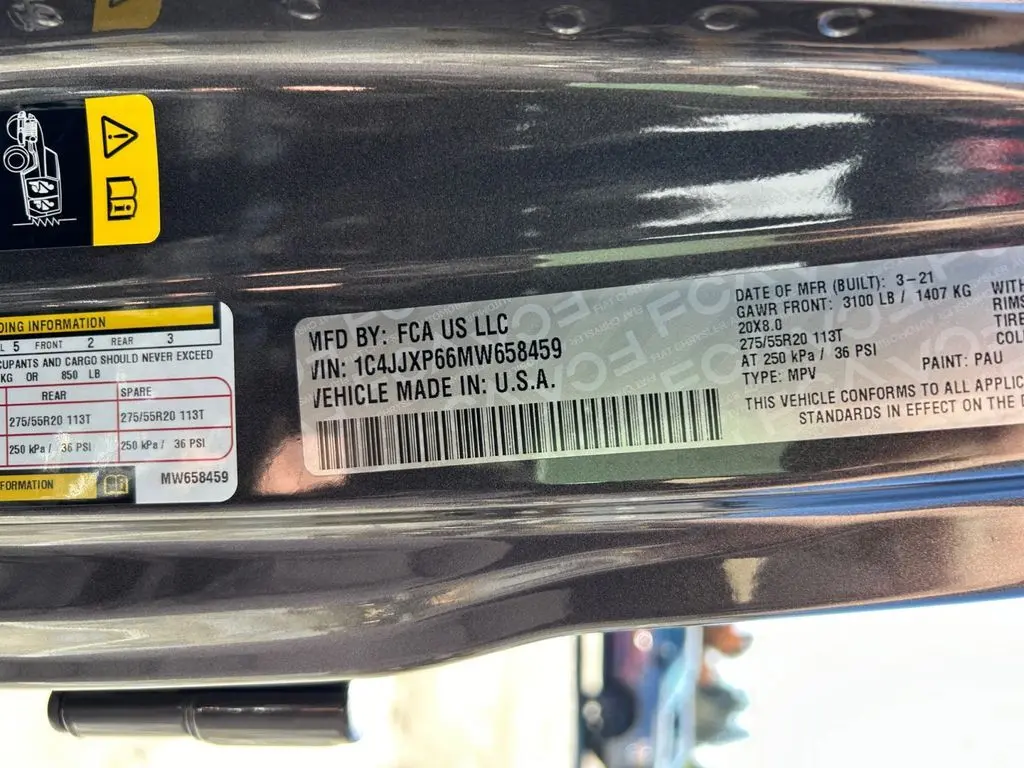 DING INFORMATION
L 5 FRONT 2 REAR 3
CUPANTS AND CARGO SHOULD NEVER EXCEED
KG OR 850 LB
REAR SPARE
275/55R20 113T 275/55R20 113T
250 kPa / 36 PSI 250 kPa / 36 PSI
FORMATION
MW658459
MFD BY: FCA US LLC
VIN: 1C4JJXP66MW658459
VEHICLE MADE IN: U.S.A.
DATE OF MFR (BUILT): 3-21
GAWR FRONT: 3100 LB / 1407 KG WITH
20X8.0 RIMS
275/55R20 113T TIRE
AT 250 kPa / 36 PSI COL
TYPE: MPV PAINT: PAU
THIS VEHICLE CONFORMS TO ALL APPLIC
STANDARDS IN EFFECT ON THE D